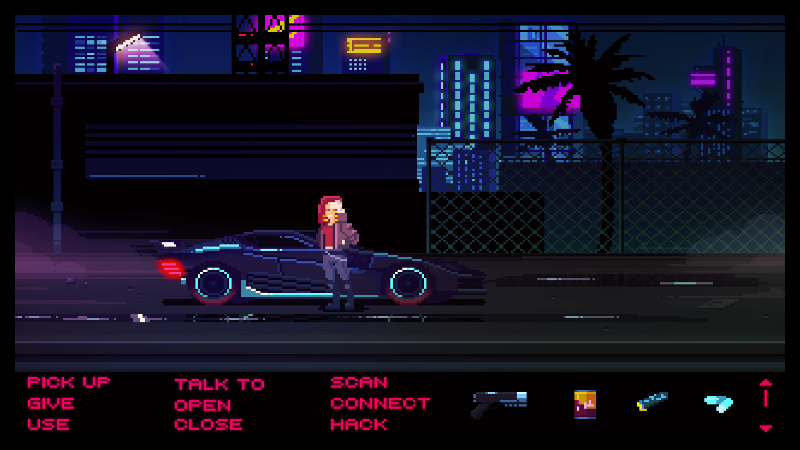 PICK UP
GIVE
USE
TALK TO
OPEN
CLOSE
SCAN
CONNECT
HACK